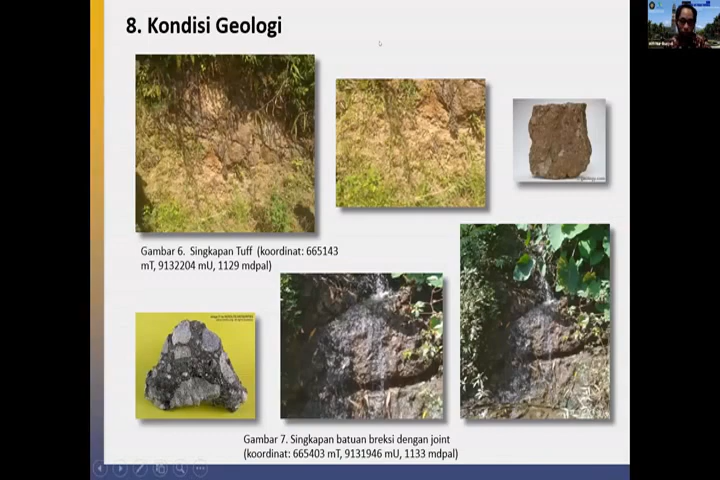 8. Kondisi Geologi
Gambar 6. Singkapan Tuff (koordinat: 665143
mT, 9132204 mU, 1129 mdpal)
Gambar 7. Singkapan batuan breksi dengan joint
(koordinat: 665403 mT, 9131946 mU, 1133 mdpal)